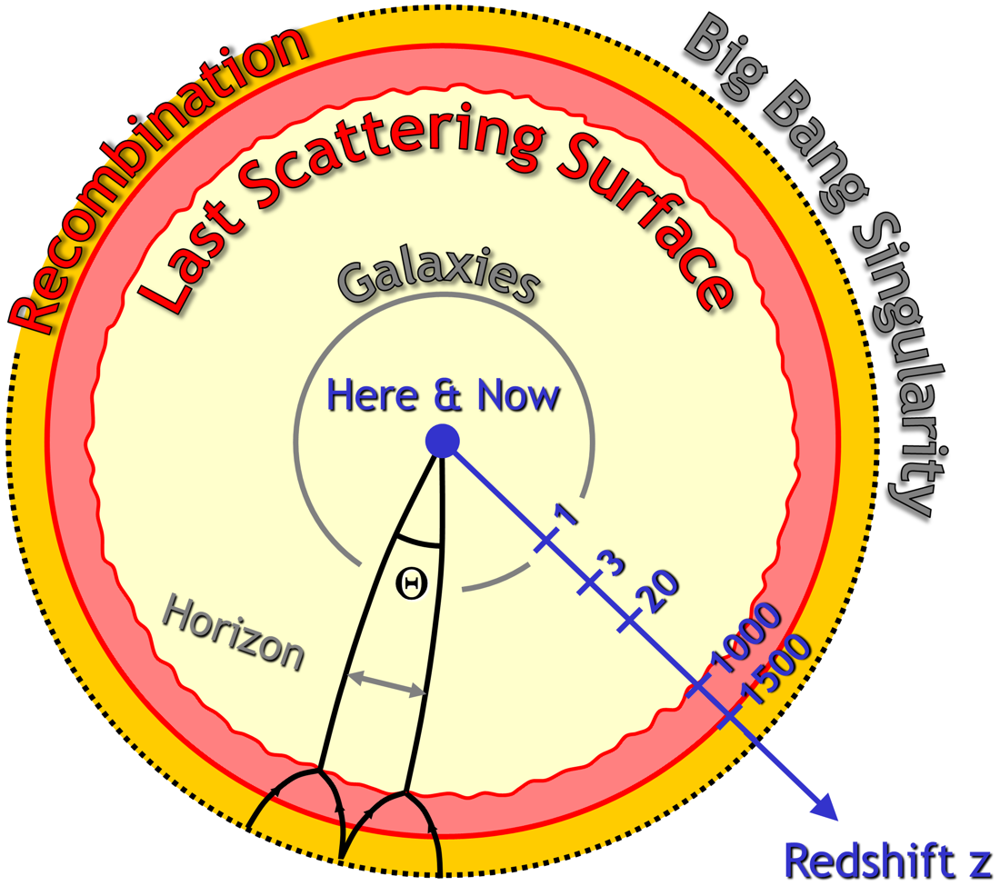 Recombination
Big Bang Singularity
Last Scattering Surface
Galaxies
Here & Now
1
3
20
1000
1500
Θ
Horizon
Redshift z